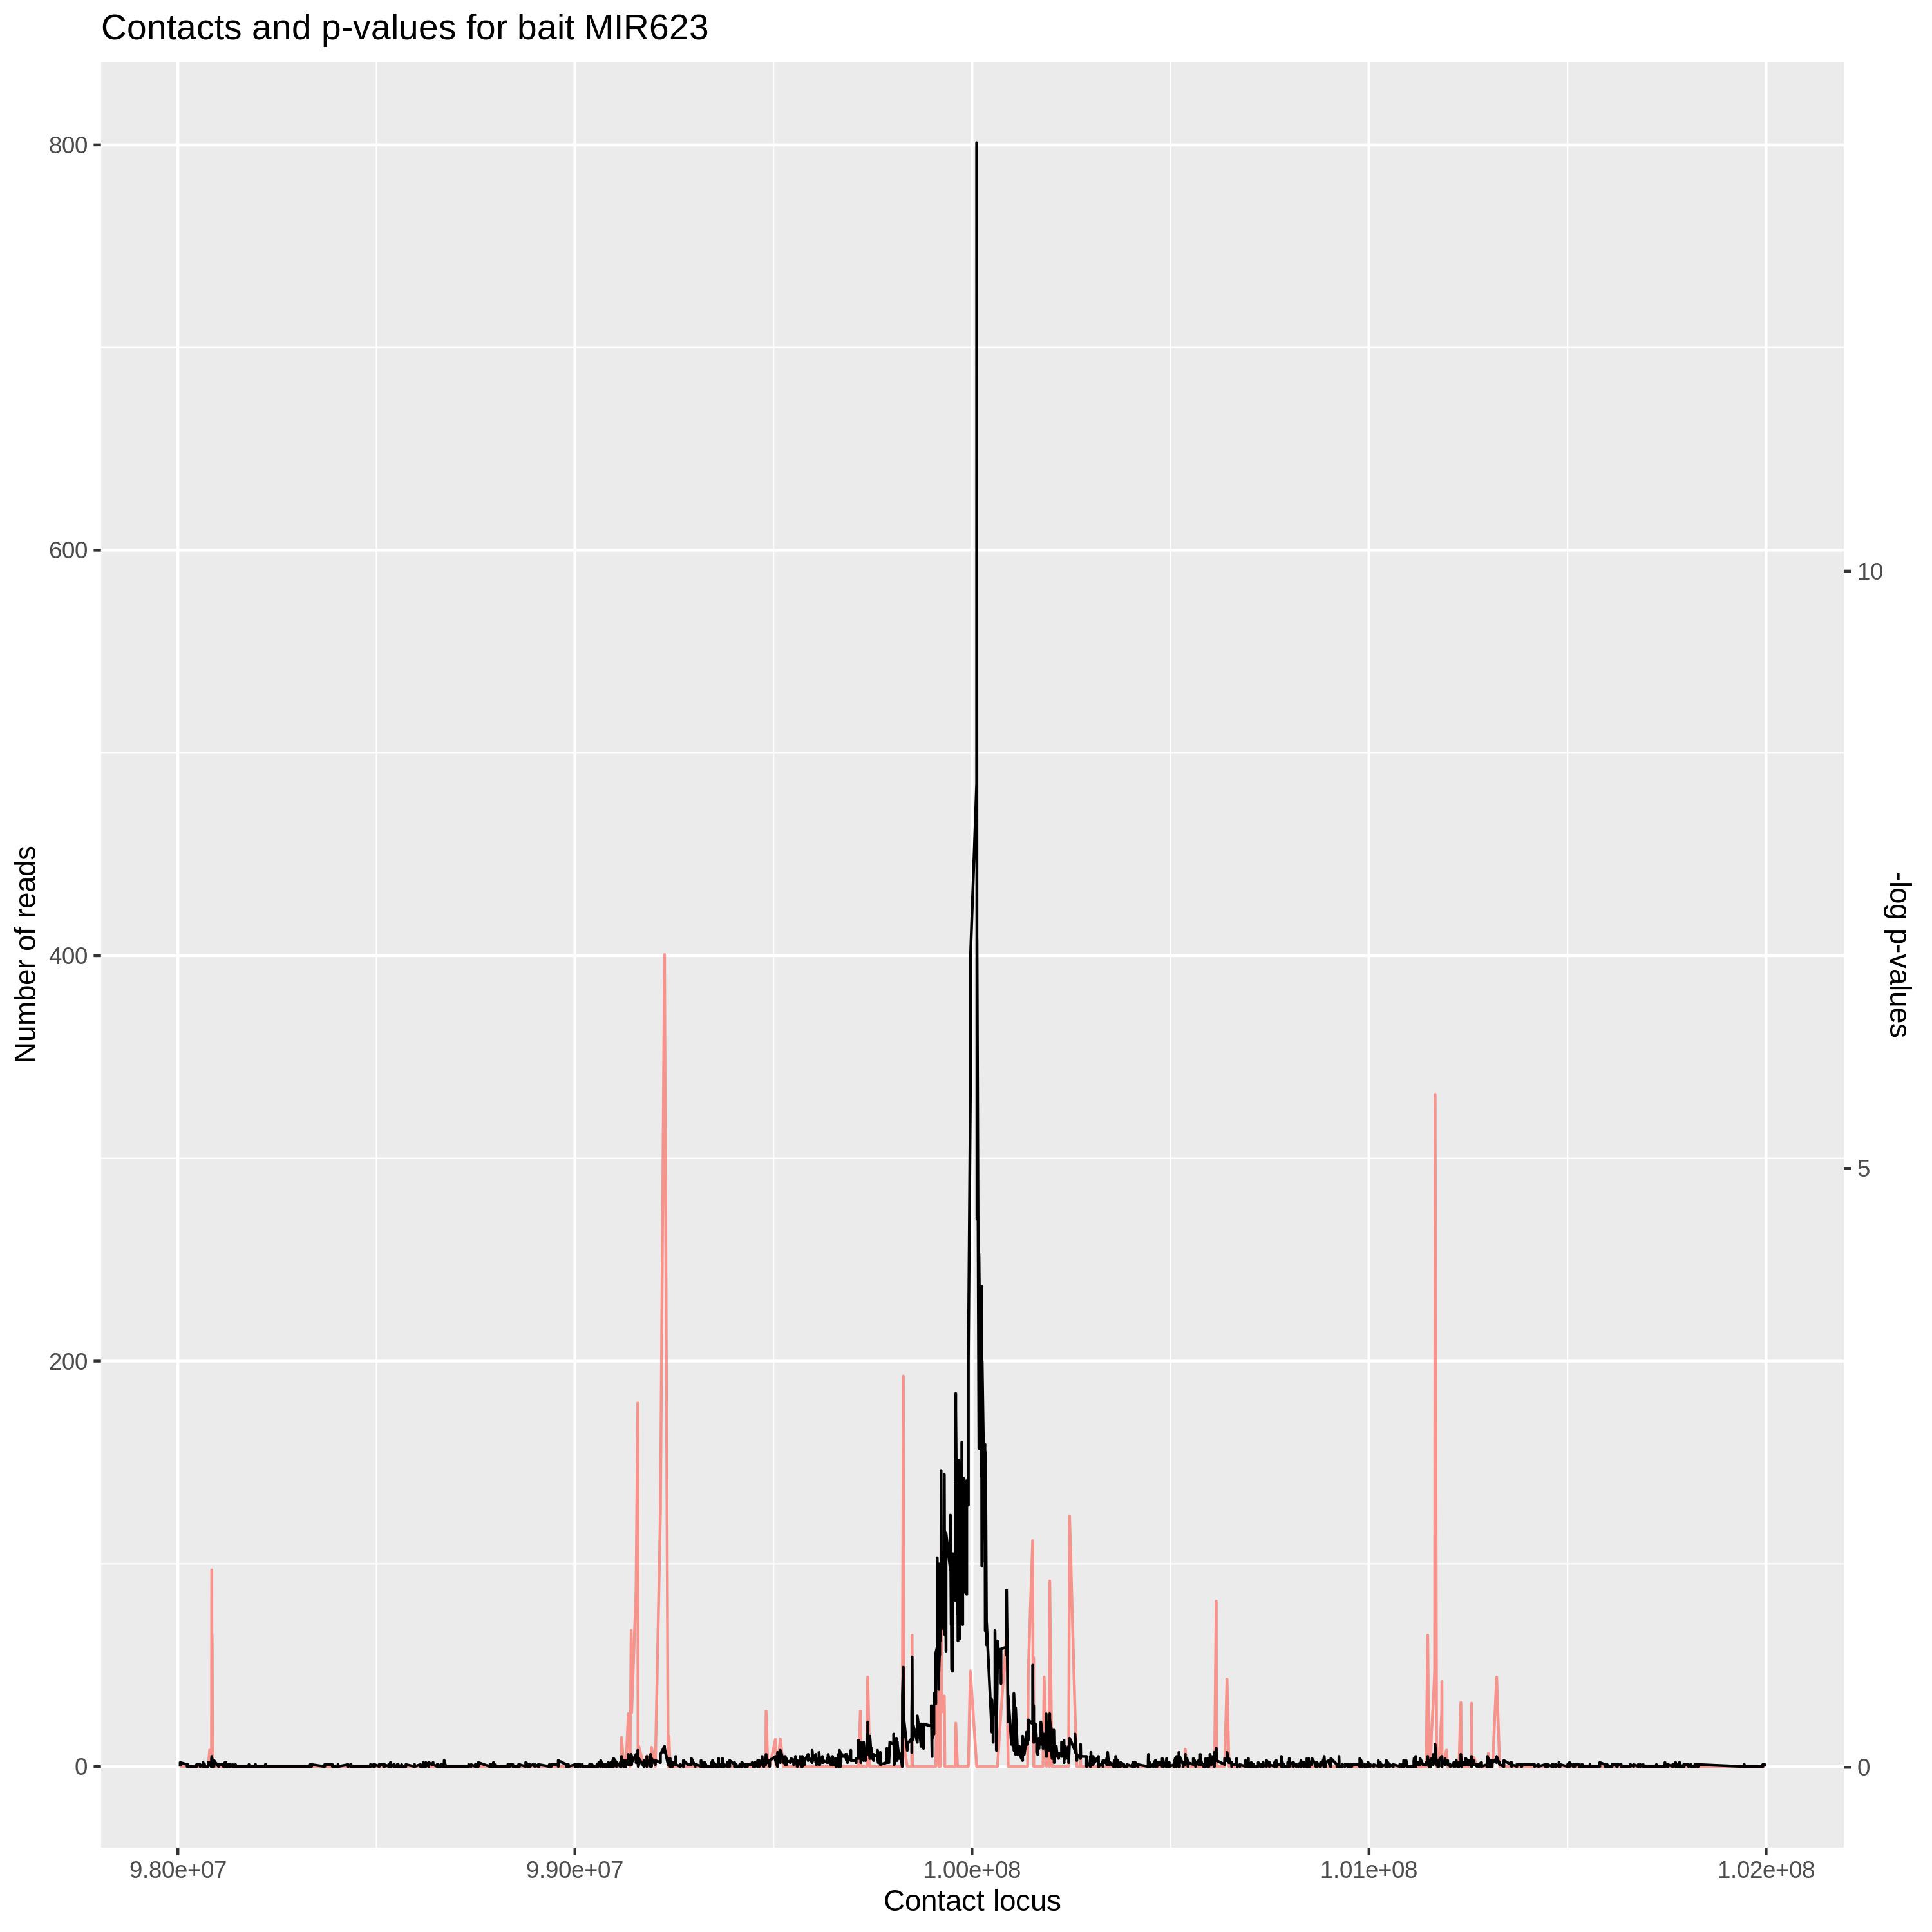 Contacts and p-values for bait MIR623
Number of reads
800
600
400
200
0
10
5
0
-log p-values
9.80e+07
9.90e+07
1.00e+08
1.01e+08
1.02e+08
Contact locus